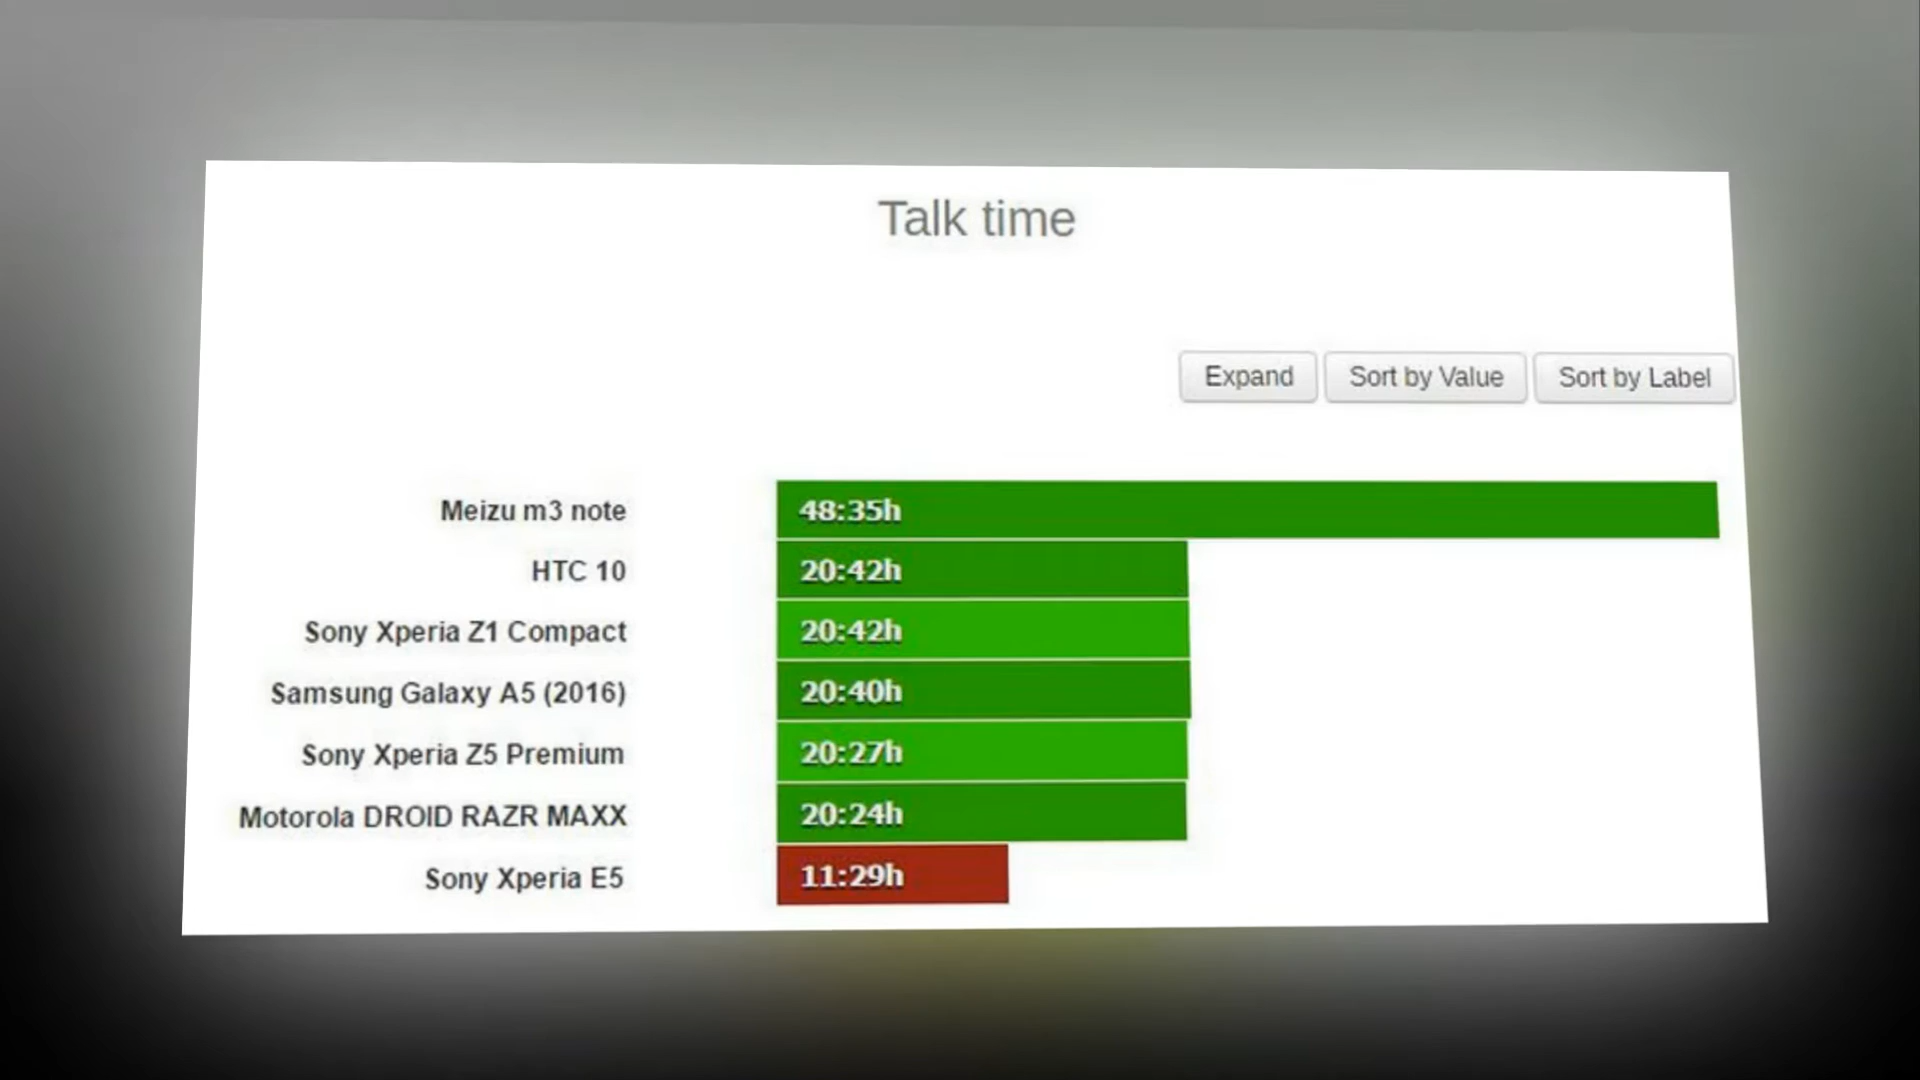 Talk time
Expand Sort by Value Sort by Label
Meizu m3 note 48:35h
HTC 10 20:42h
Sony Xperia Z1 Compact 20:42h
Samsung Galaxy A5 (2016) 20:40h
Sony Xperia Z5 Premium 20:27h
Motorola DROID RAZR MAXX 20:24h
Sony Xperia E5 11:29h